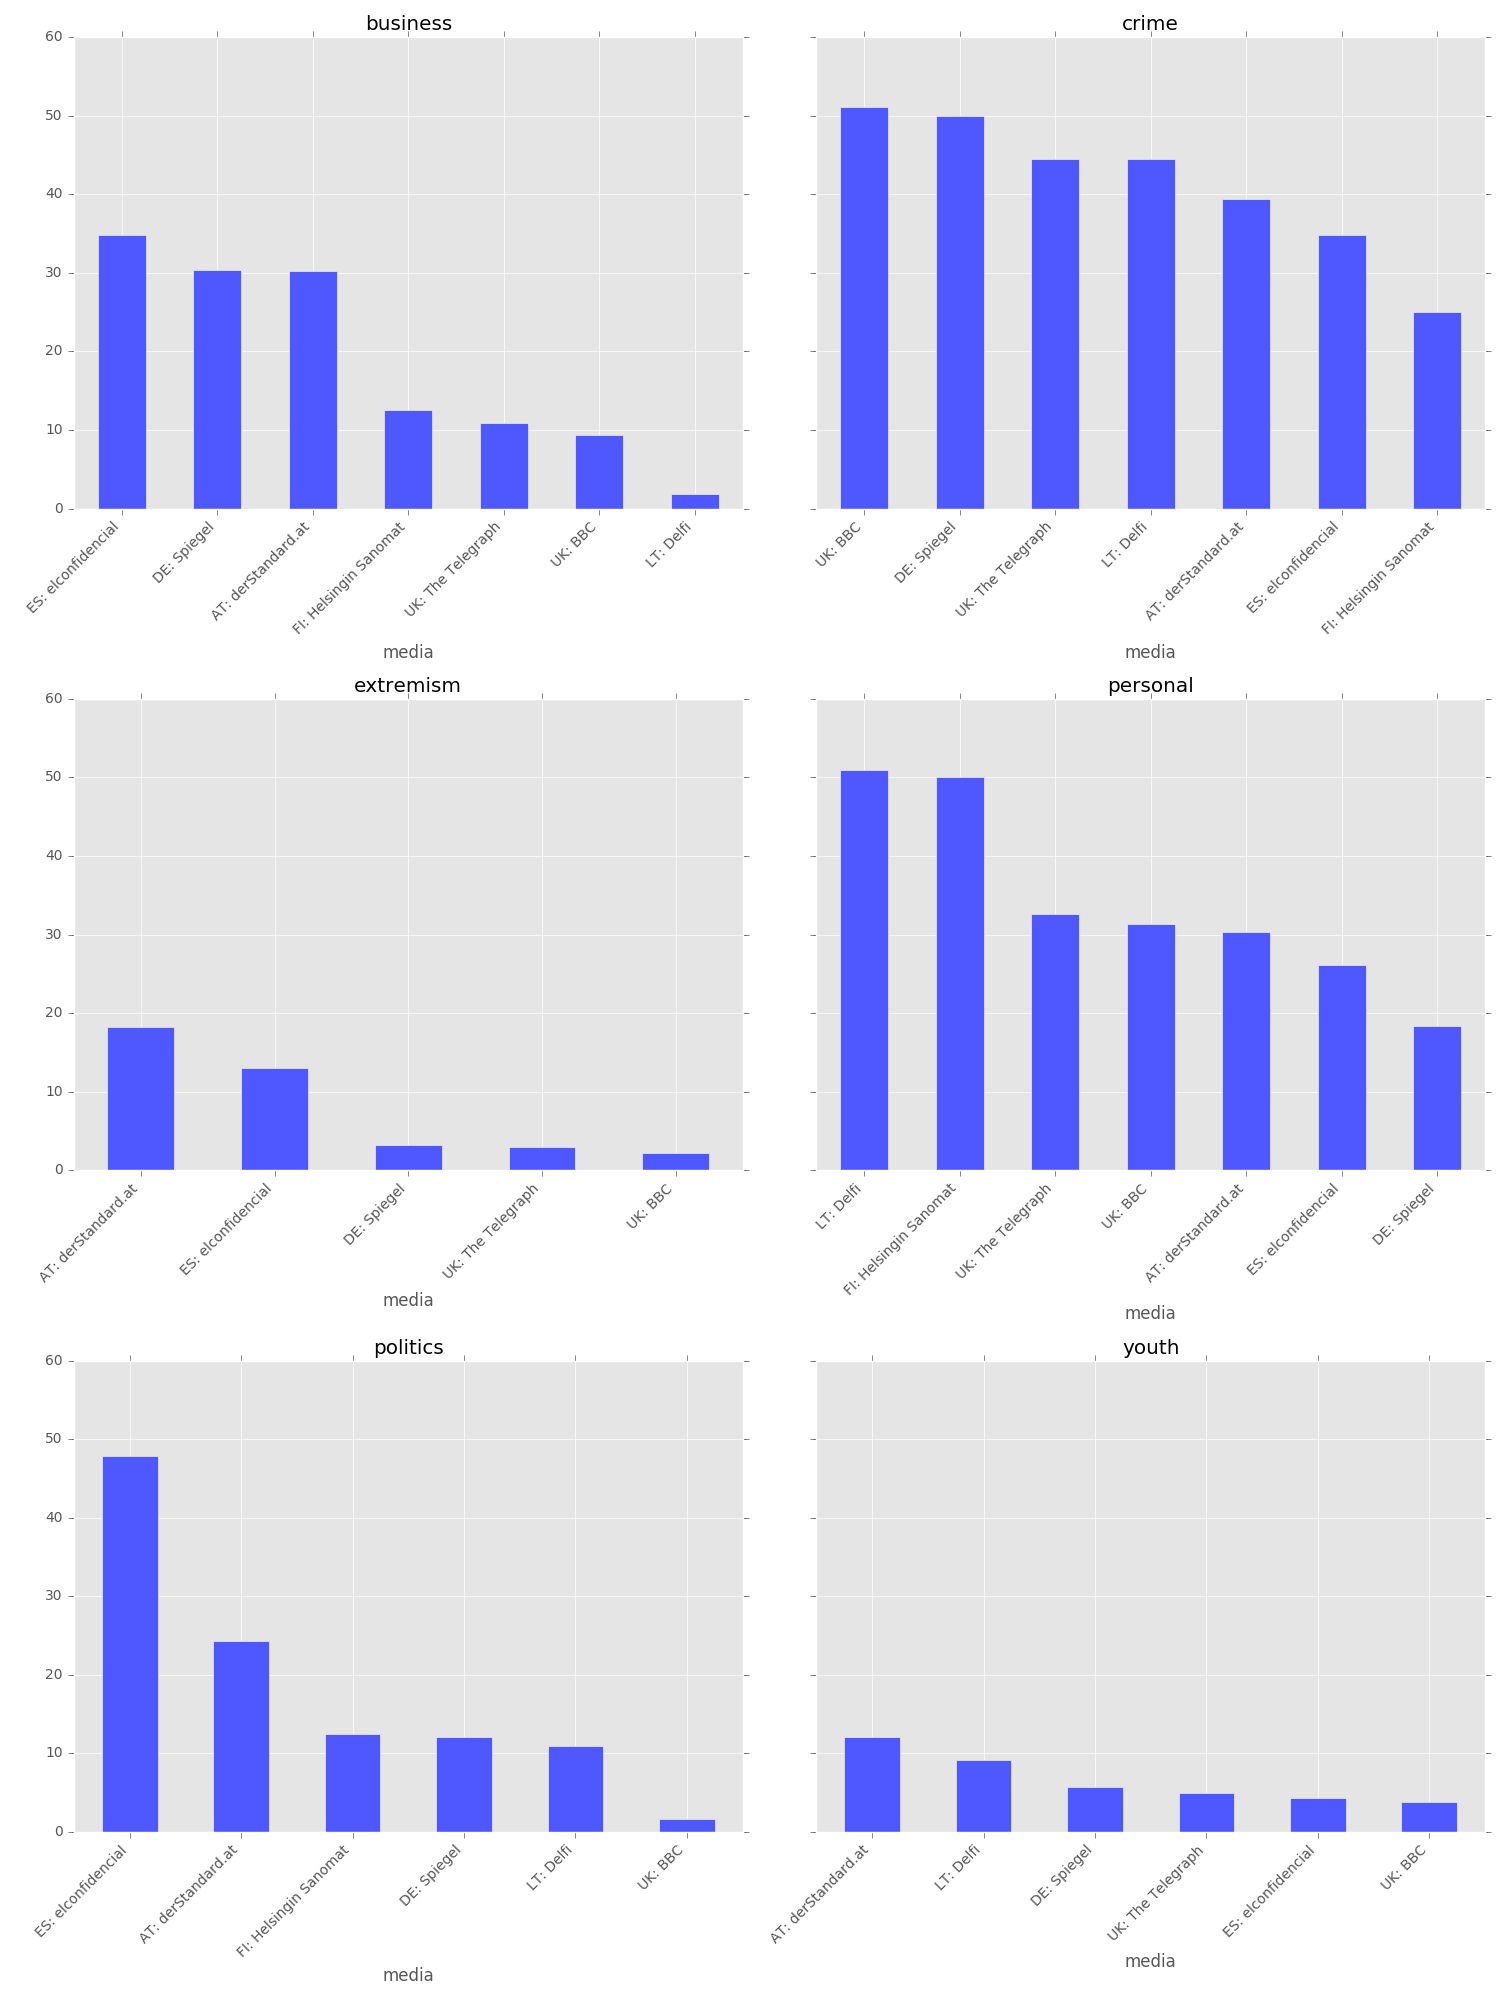 business
60
50
40
30
20
10
0
ES: elconfidencial
DE: Spiegel
AT: derStandard.at
FI: Helsingin Sanomat
UK: The Telegraph
UK: BBC
LT: Delfi
media
crime
UK: BBC
DE: Spiegel
UK: The Telegraph
LT: Delfi
AT: derStandard.at
ES: elconfidencial
FI: Helsingin Sanomat
media
extremism
60
50
40
30
20
10
0
AT: derStandard.at
ES: elconfidencial
DE: Spiegel
UK: The Telegraph
UK: BBC
media
personal
LT: Delfi
FI: Helsingin Sanomat
UK: The Telegraph
UK: BBC
AT: derStandard.at
ES: elconfidencial
DE: Spiegel
media
politics
60
50
40
30
20
10
0
ES: elconfidencial
AT: derStandard.at
FI: Helsingin Sanomat
DE: Spiegel
LT: Delfi
UK: BBC
media
youth
AT: derStandard.at
LT: Delfi
DE: Spiegel
UK: The Telegraph
ES: elconfidencial
UK: BBC
media